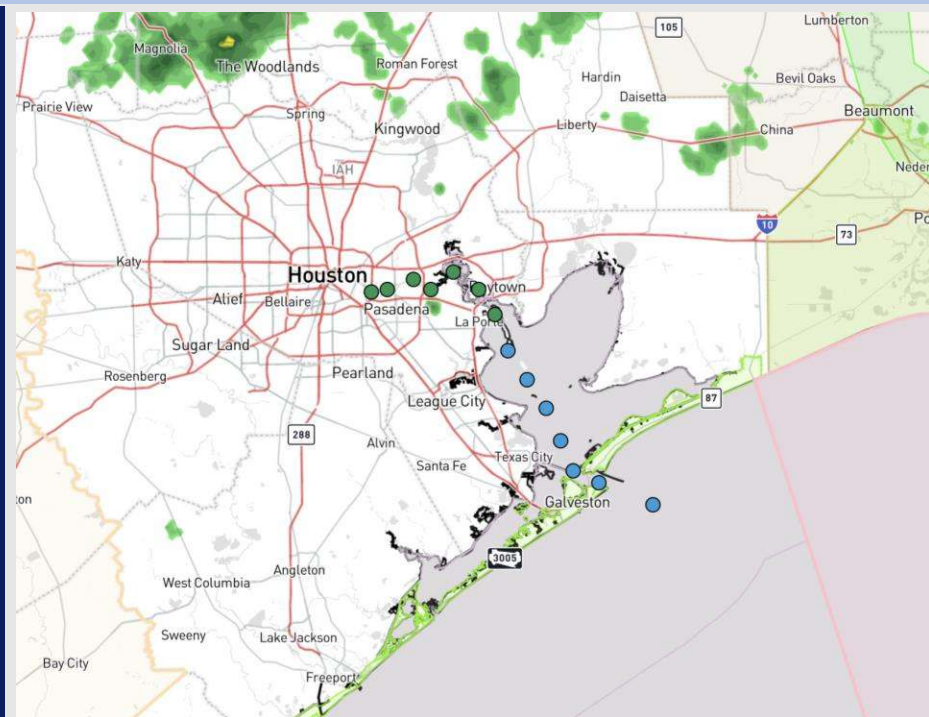 Lumberton
105
Magnolia
The Woodlands
Roman Forest
Hardin
Bevil Oaks
Daisetta
Prairie View
Spring
Kingwood
Liberty
China
Beaumont
IAH
Neder
10
73
Po
Katy
Houston
Baytown
Alief
Bellaire
Pasadena
La Porte
Sugar Land
Rosenberg
Pearland
League City
87
288
Alvin
Texas City
Santa Fe
ton
Galveston
3005
Angleton
West Columbia
Sweeny
Lake Jackson
Bay City
Freeport